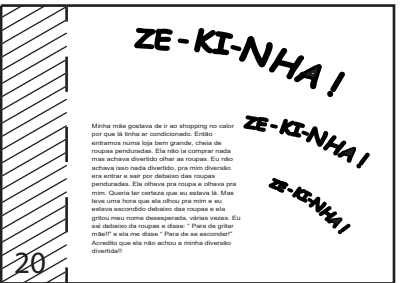 ZE-KI-NHA!
ZE-KI-NHA!
ZE-KI-NHA!
Minha mãe gostava de ir ao shopping no calor
por que lá tinha ar condicionado. Então
entramos numa loja bem grande, cheia de
roupas penduradas. Ela não ia comprar nada
mas achava divertido olhar as roupas. Eu não
achava isso nada divertido, pra mim diversão
era entrar e sair por debaixo das roupas
penduradas. Ela olhava pra roupa e olhava pra
mim. Queria ter certeza que eu estava lá. Mas
teve uma hora que ela olhou pra mim e eu
estava escondido debaixo das roupas e ela
gritou meu nome desesperada, várias vezes. Eu
sai debaixo da roupas e disse: " Para de gritar
mãe!!" e ela me disse " Para de se esconder!"
Acredito que ela não achou a minha diversão
divertida!!
20